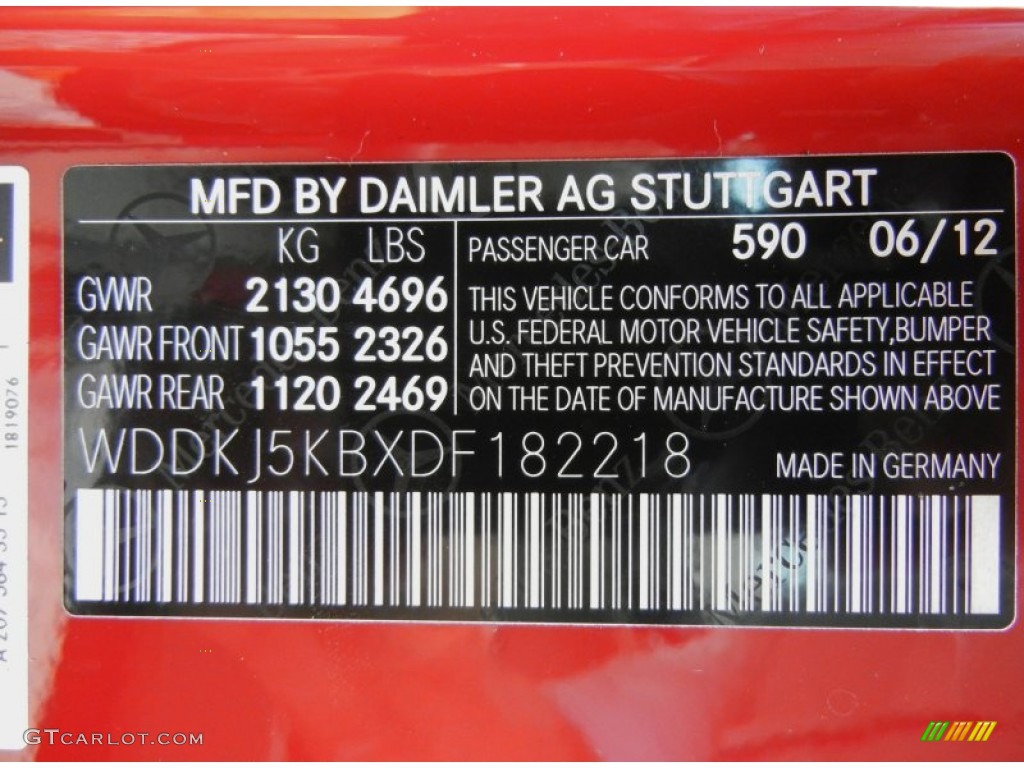 MFD BY DAIMLER AG STUTTGART
KG LBS
GVWR 2130 4696
GAWR FRONT 1055 2326
GAWR REAR 1120 2469
PASSENGER CAR 590 06/12
THIS VEHICLE CONFORMS TO ALL APPLICABLE
U.S. FEDERAL MOTOR VEHICLE SAFETY,BUMPER
AND THEFT PREVENTION STANDARDS IN EFFECT
ON THE DATE OF MANUFACTURE SHOWN ABOVE
WDDKJ5KBXDF182218 MADE IN GERMANY
1819076
GTCARLOT.COM